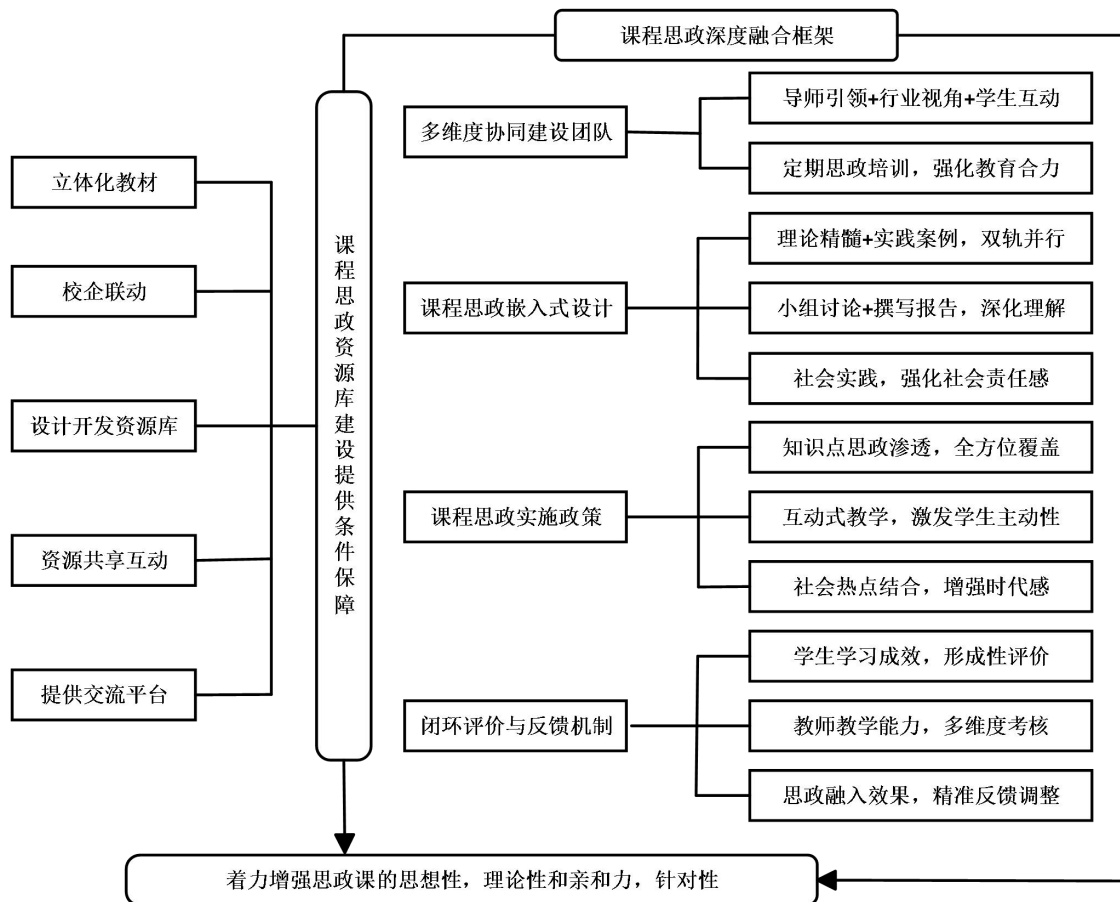 课程思政深度融合框架
立体化教材
校企联动
设计开发资源库
资源共享互动
提供交流平台
课程思政资源库建设提供条件保障
多维度协同建设团队
导师引领+行业视角+学生互动
定期思政培训，强化教育合力
课程思政嵌入式设计
理论精髓+实践案例，双轨并行
小组讨论+撰写报告，深化理解
社会实践，强化社会责任感
课程思政实施政策
知识点思政渗透，全方位覆盖
互动式教学，激发学生主动性
社会热点结合，增强时代感
闭环评价与反馈机制
学生学习成效，形成性评价
教师教学能力，多维度考核
思政融入效果，精准反馈调整
着力增强思政课的思想性，理论性和亲和力，针对性